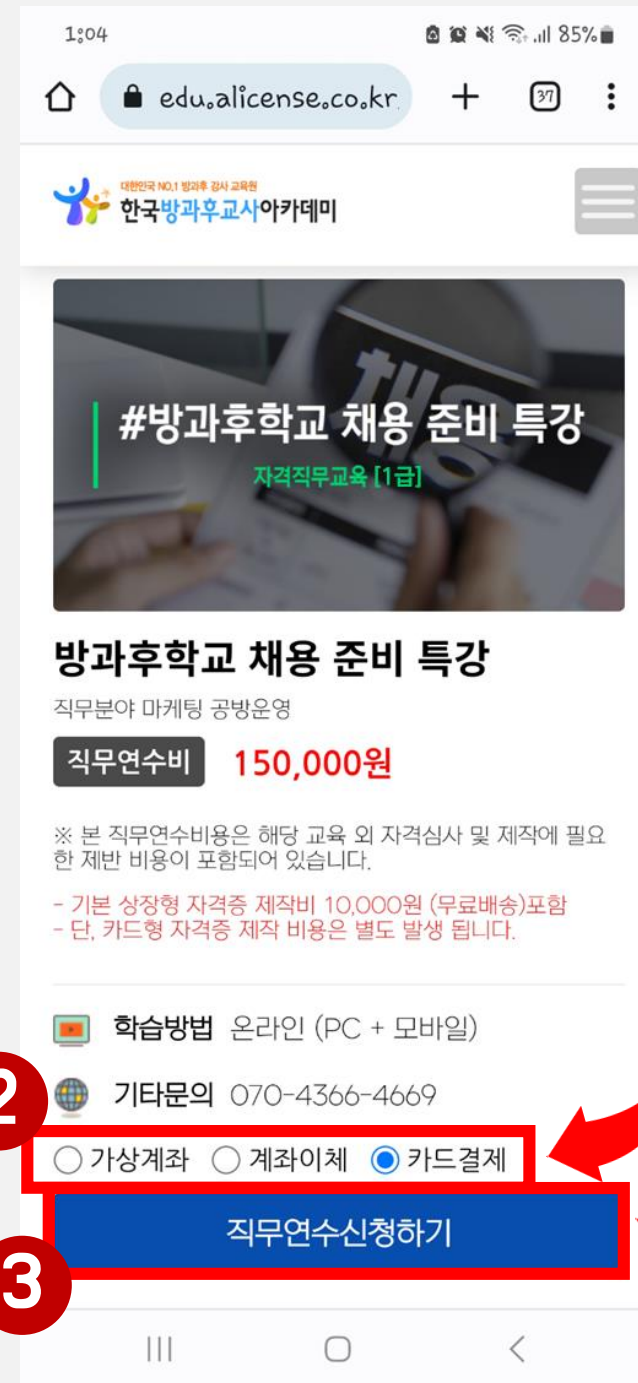 1:04
85%
edu.alicense.co.kr
37
대한민국 NO.1 방과후 강사 교육원
한국방과후교사아카데미
채용
#방과후학교 채용 준비 특강
자격직무교육 [1급]
방과후학교 채용 준비 특강
직무분야 마케팅 공방운영
직무연수비 150,000원
※ 본 직무연수비용은 해당 교육 외 자격심사 및 제작에 필요
한 제반 비용이 포함되어 있습니다.
- 기본 상장형 자격증 제작비 10,000원 (무료배송)포함
- 단, 카드형 자격증 제작 비용은 별도 발생 됩니다.
학습방법 온라인 (PC + 모바일)
기타문의 070-4366-4669
2
가상계좌 계좌이체 카드결제
직무연수신청하기
3